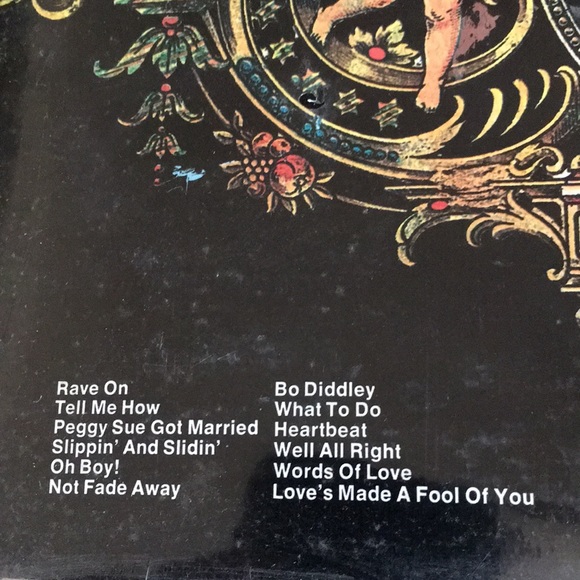 Rave On
Tell Me How
Peggy Sue Got Married
Slippin' And Slidin'
Oh Boy!
Not Fade Away
Bo Diddley
What To Do
Heartbeat
Well All Right
Words Of Love
Love's Made A Fool Of You